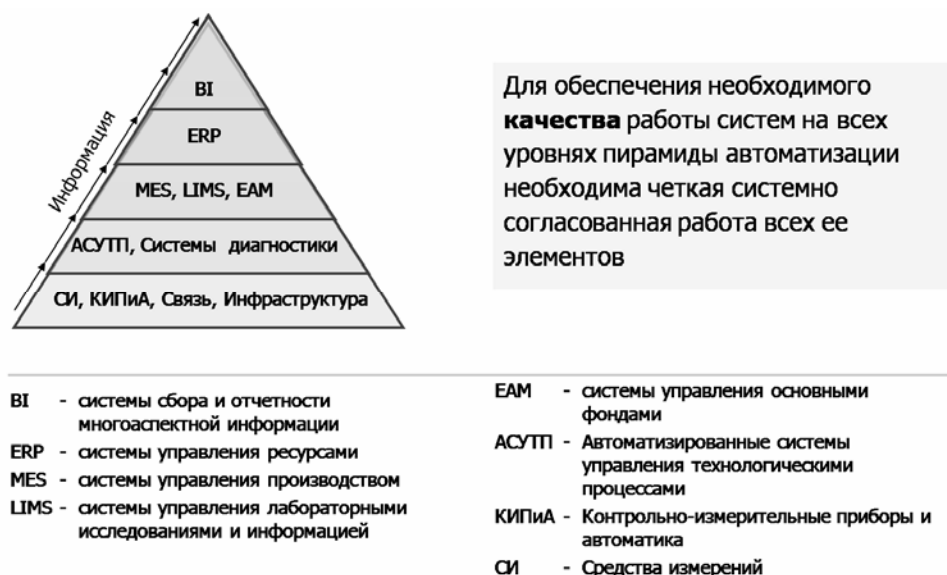 Информация
BI
ERP
MES, LIMS, EAM
АСУТП, Системы диагностики
СИ, КИПиА, Связь, Инфраструктура
Для обеспечения необходимого
качества работы систем на всех
уровнях пирамиды автоматизации
необходима четкая системно
согласованная работа всех ее
элементов
BI - системы сбора и отчетности
многоаспектной информации
ERP - системы управления ресурсами
MES - системы управления производством
LIMS - системы управления лабораторными
исследованиями и информацией
EAM - системы управления основными
фондами
АСУТП - Автоматизированные системы
управления технологическими
процессами
КИПиА - Контрольно-измерительные приборы и
автоматика
СИ - Средства измерений